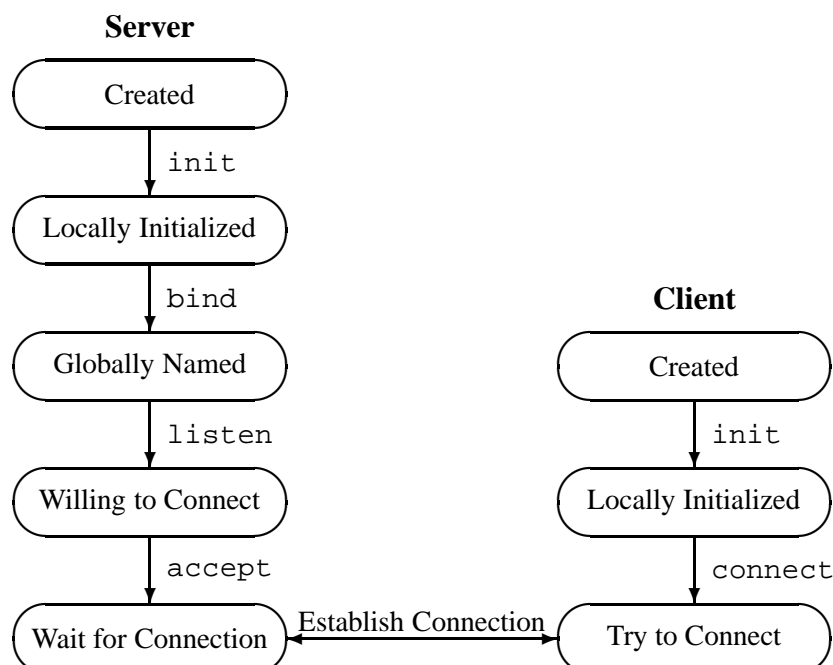 Server
Created
init
Locally Initialized
bind
Globally Named
listen
Willing to Connect
accept
Wait for Connection
Establish Connection
Client
Created
init
Locally Initialized
connect
Try to Connect